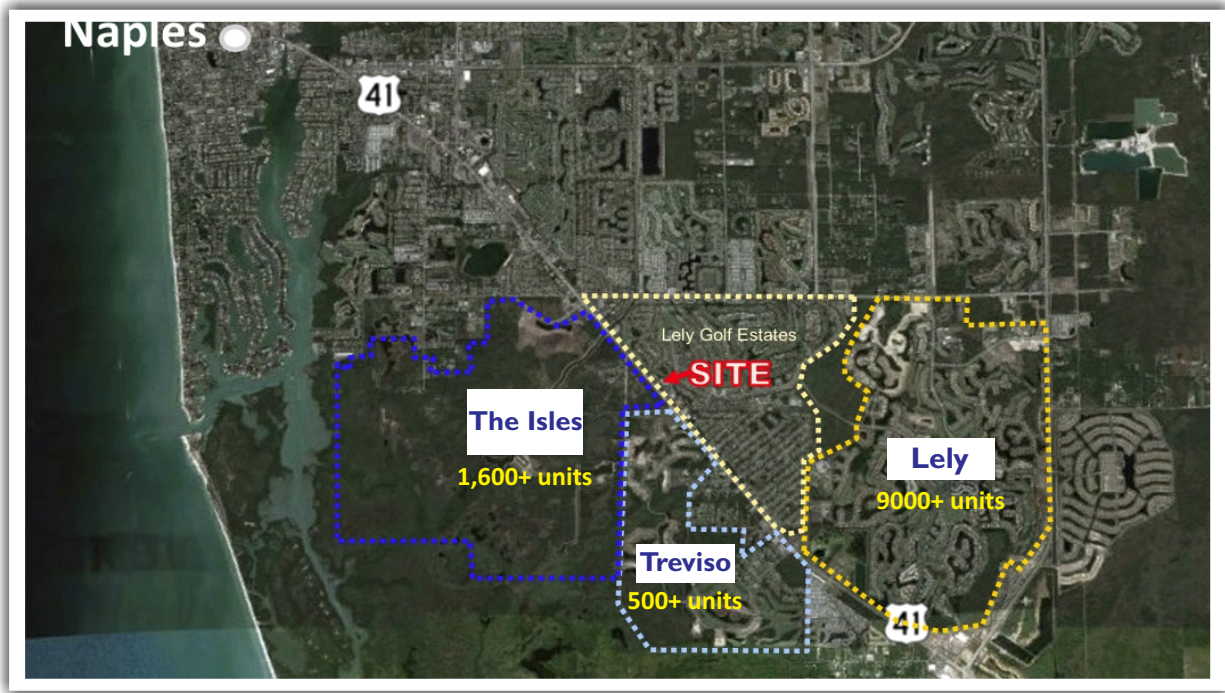 Naples
41
Lely Golf Estates
SITE
The Isles
1,600+ units
Lely
9000+ units
Treviso
500+ units
41